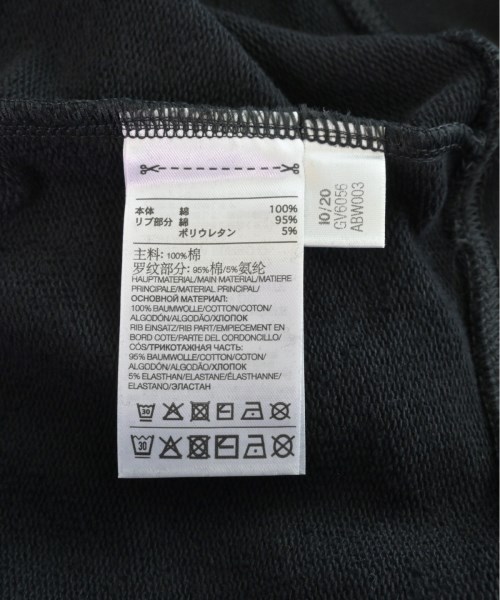 本体 綿 100%
リブ部分 綿 95%
ポリウレタン 5%
主料: 100%棉
罗纹部分: 95%棉/5%氨纶
HAUPTMATERIAL/MAIN MATERIAL/MATIERE
PRINCIPALE/MATERIAL PRINCIPAL/
ОСНОВНОЙ МАТЕРИАЛ:
100% BAUMWOLLE/COTTON/COTON/
ALGODÓN/ALGODÃO/ХЛОПОК
RIB EINSATZ/RIB PART/EMPIECEMENT EN
BORD COTE/PARTE DEL CORDONCILLO/
CÓS/ТРИКОТАЖНАЯ ЧАСТЬ:
95% BAUMWOLLE/COTTON/COTON/
ALGODÓN/ALGODÃO/ХЛОПОК
5% ELASTHAN/ELASTANE/ÉLASTHANNE/
ELASTANO/ЭЛАСТАН
30
30
10/20
GV6056
ABW003